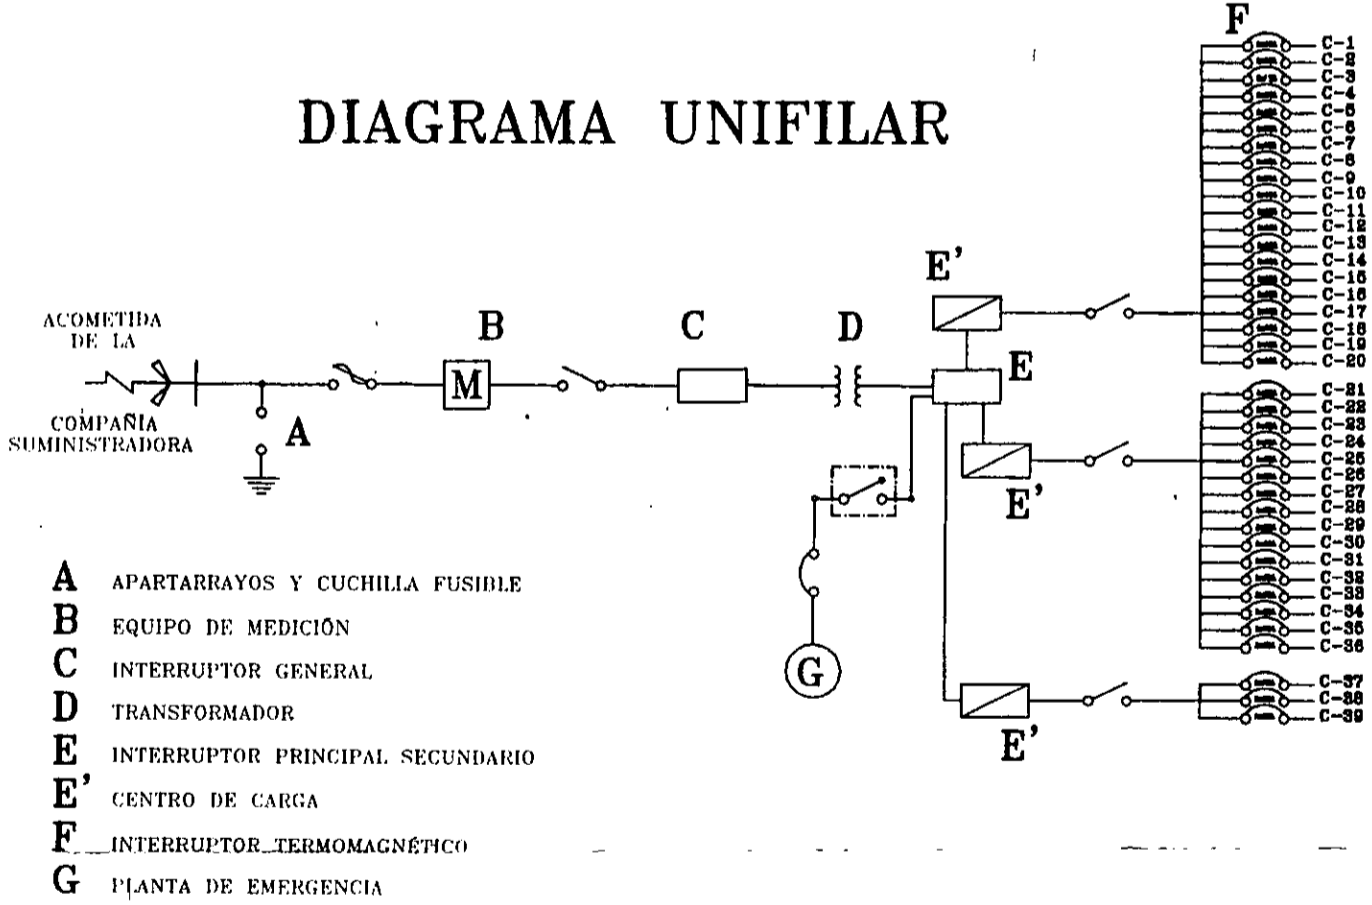 DIAGRAMA UNIFILAR
F
C-1
C-2
C-3
C-4
C-5
C-6
C-7
C-8
C-9
C-10
C-11
C-12
C-13
C-14
C-15
C-16
C-17
C-18
C-19
C-20
E'
ACOMETIDA
DE LA
COMPAÑIA
SUMINISTRADORA
A
B
M
C
D
E
C-21
C-22
C-23
C-24
C-25
C-26
C-27
C-28
C-29
C-30
C-31
C-32
C-33
C-34
C-35
C-36
E'
G
C-37
C-38
C-39
E'
A APARTARRAYOS Y CUCHILLA FUSIBLE
B EQUIPO DE MEDICIÓN
C INTERRUPTOR GENERAL
D TRANSFORMADOR
E INTERRUPTOR PRINCIPAL SECUNDARIO
E' CENTRO DE CARGA
F INTERRUPTOR TERMOMAGNÉTICO
G PLANTA DE EMERGENCIA